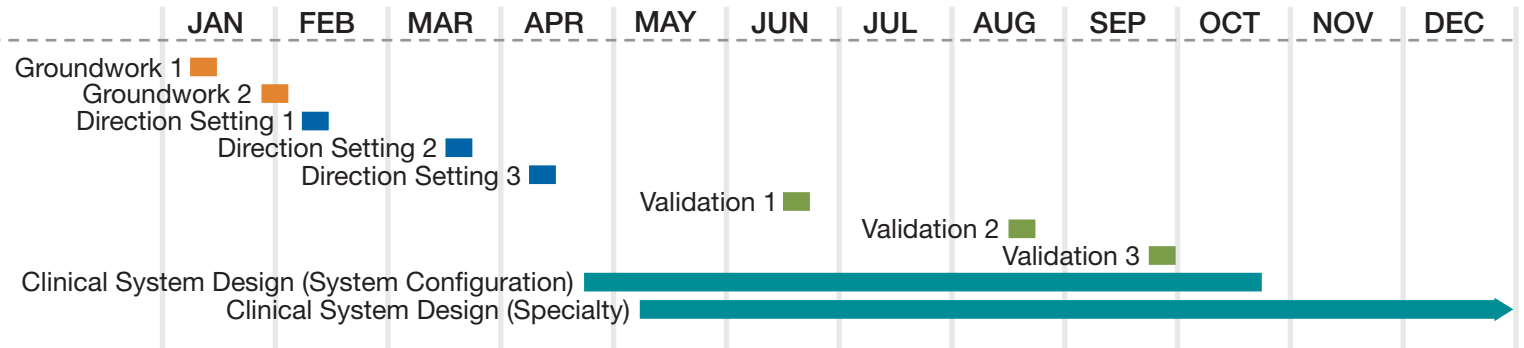 JAN FEB MAR APR MAY JUN JUL AUG SEP OCT NOV DEC
Groundwork 1
Groundwork 2
Direction Setting 1
Direction Setting 2
Direction Setting 3
Validation 1
Validation 2
Validation 3
Clinical System Design (System Configuration)
Clinical System Design (Specialty)